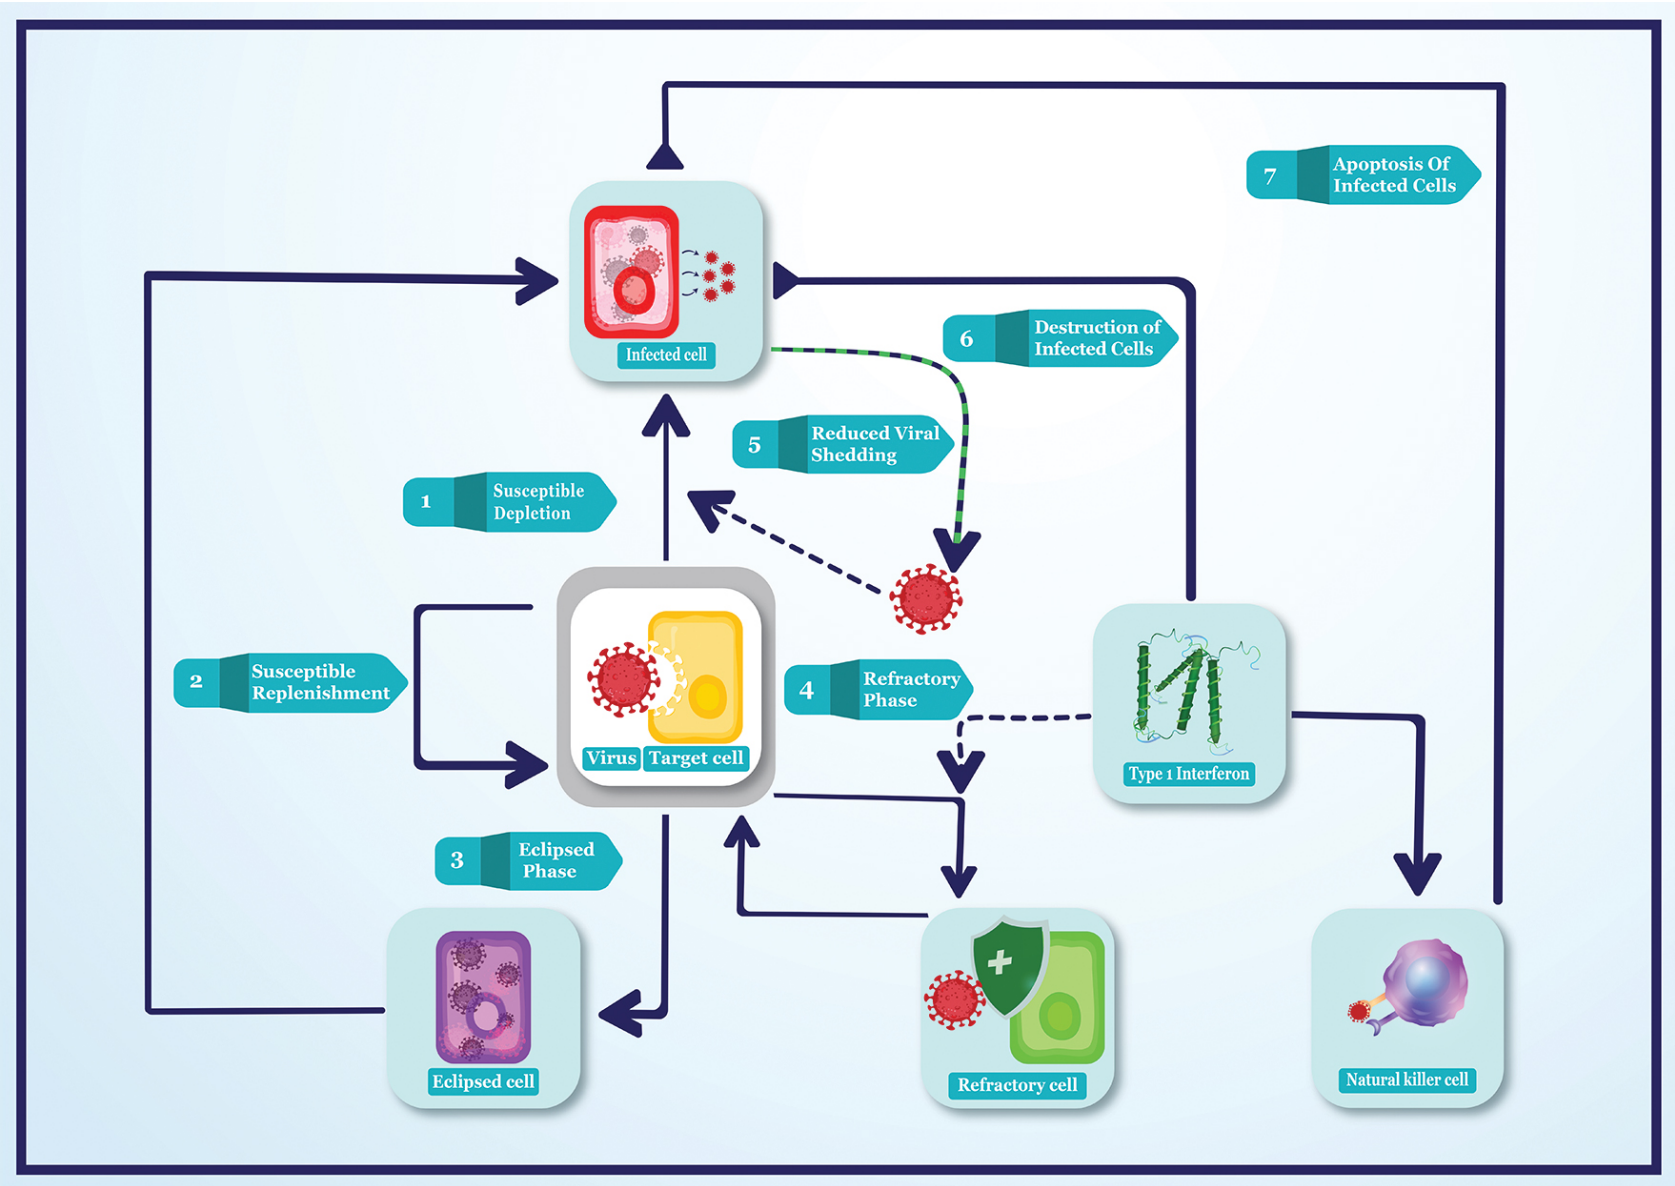 7
Apoptosis Of
Infected Cells
6
Destruction of
Infected Cells
Infected cell
5
Reduced Viral
Shedding
1
Susceptible
Depletion
2
Susceptible
Replenishment
4
Refractory
Phase
Virus
Target cell
Type 1 Interferon
3
Eclipsed
Phase
Eclipsed cell
Refractory cell
Natural killer cell